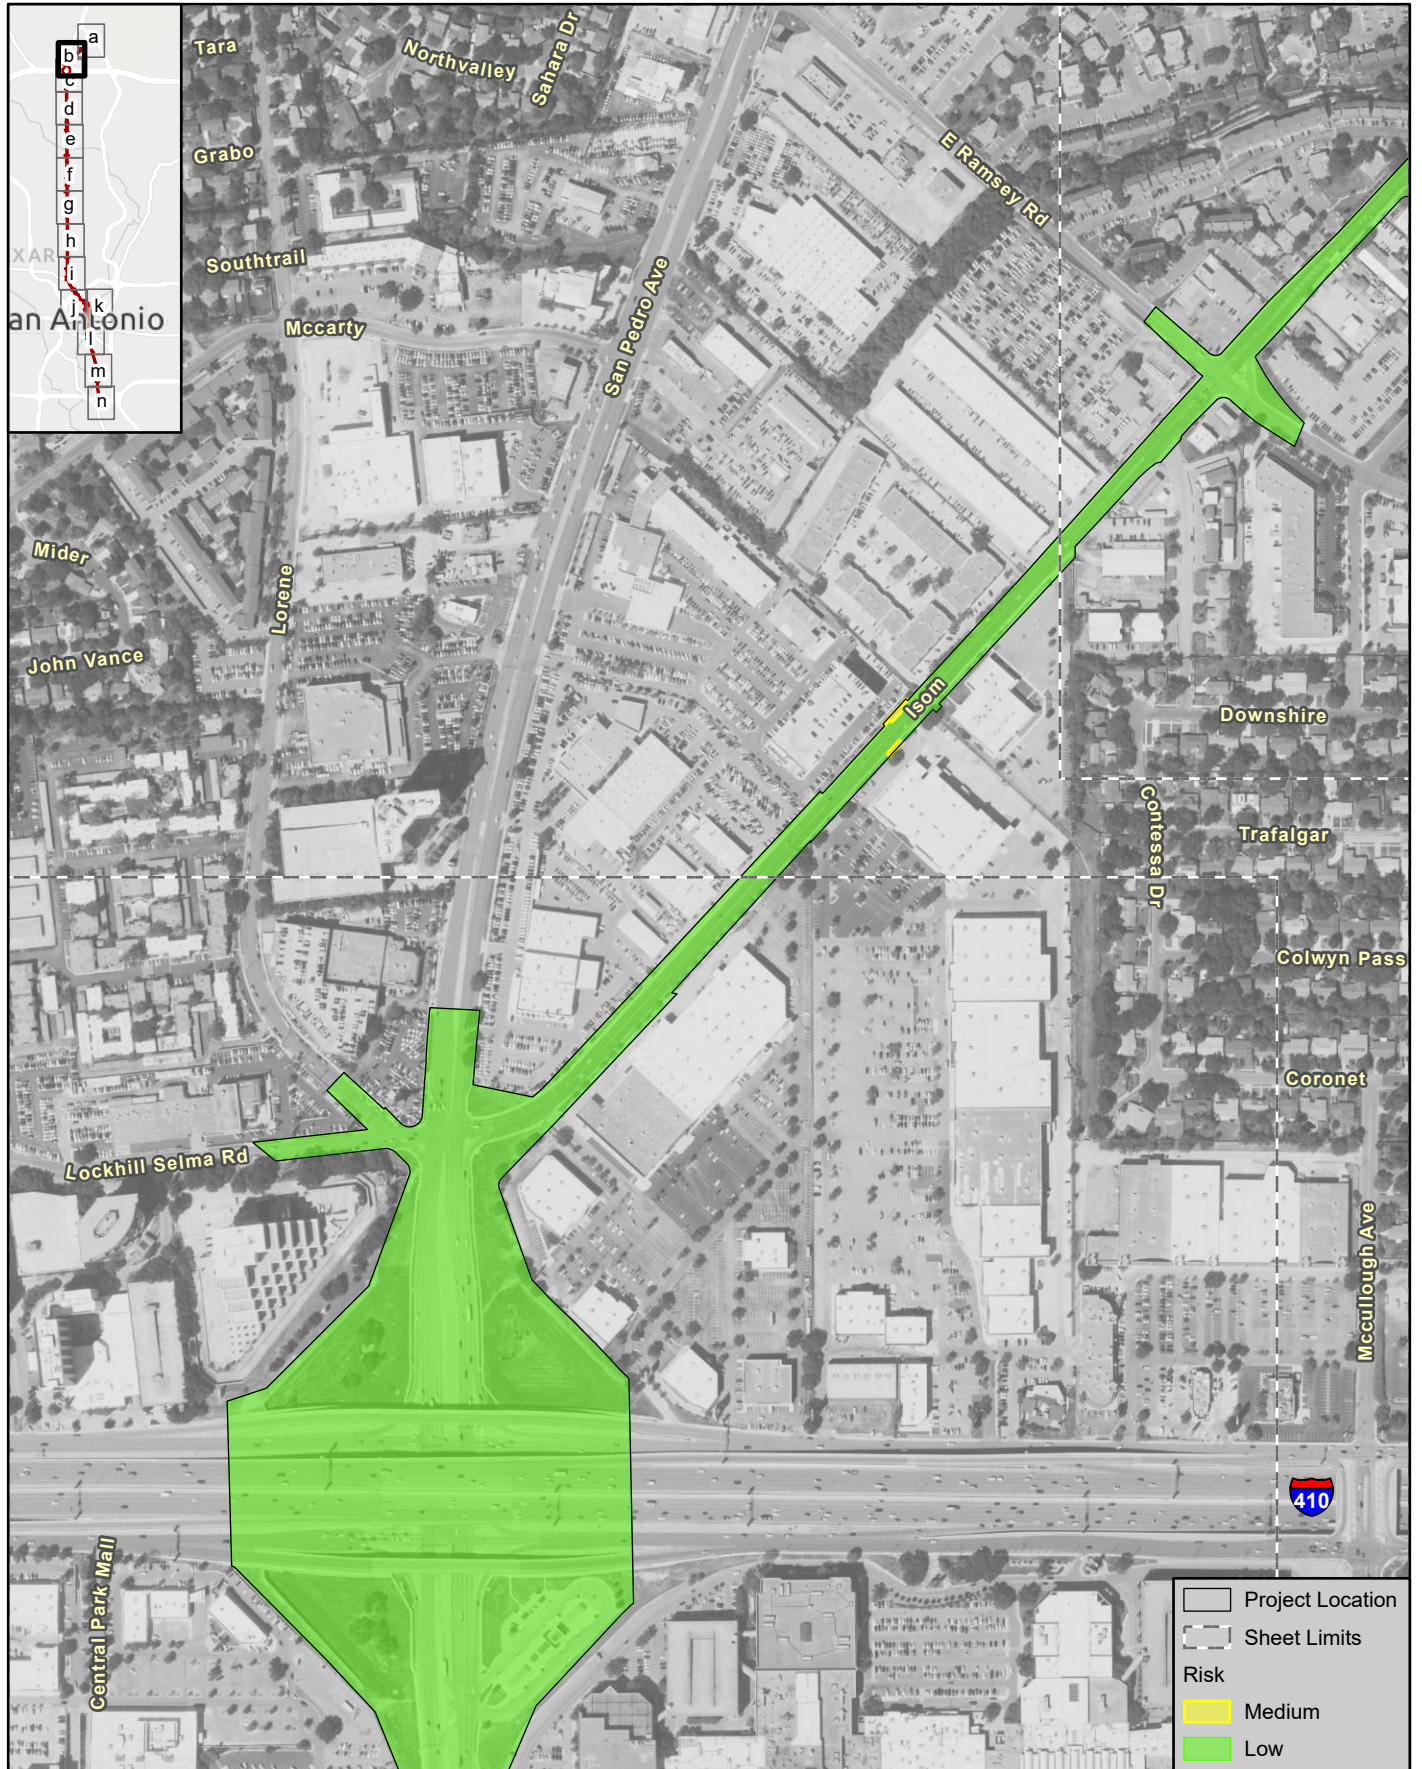 a
b
c
d
e
f
g
h
i
j
k
l
m
n
XAR
an Antonio
Tara
Northvalley
Sahara Dr
Grabo
E Ramsey Rd
Southtrail
San Pedro Ave
Mccarty
Mider
Lorene
John Vance
Isom
Downshire
Contessa Dr
Trafalgar
Colwyn Pass
Coronet
Lockhill Selma Rd
Mccullough Ave
410
Central Park Mall
Project Location
Sheet Limits
Risk
Medium
Low